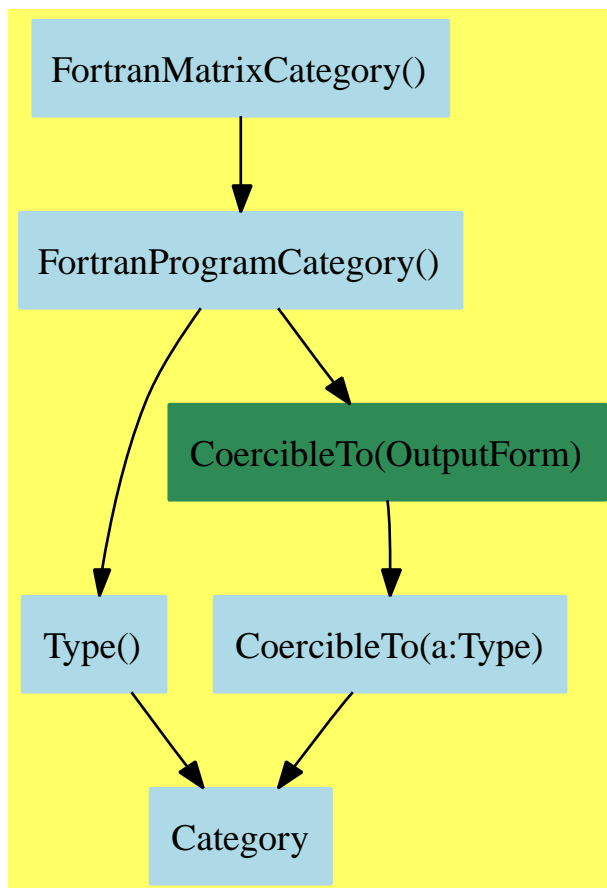 FortranMatrixCategory()
FortranProgramCategory()
CoercibleTo(OutputForm)
Type()
CoercibleTo(a:Type)
Category